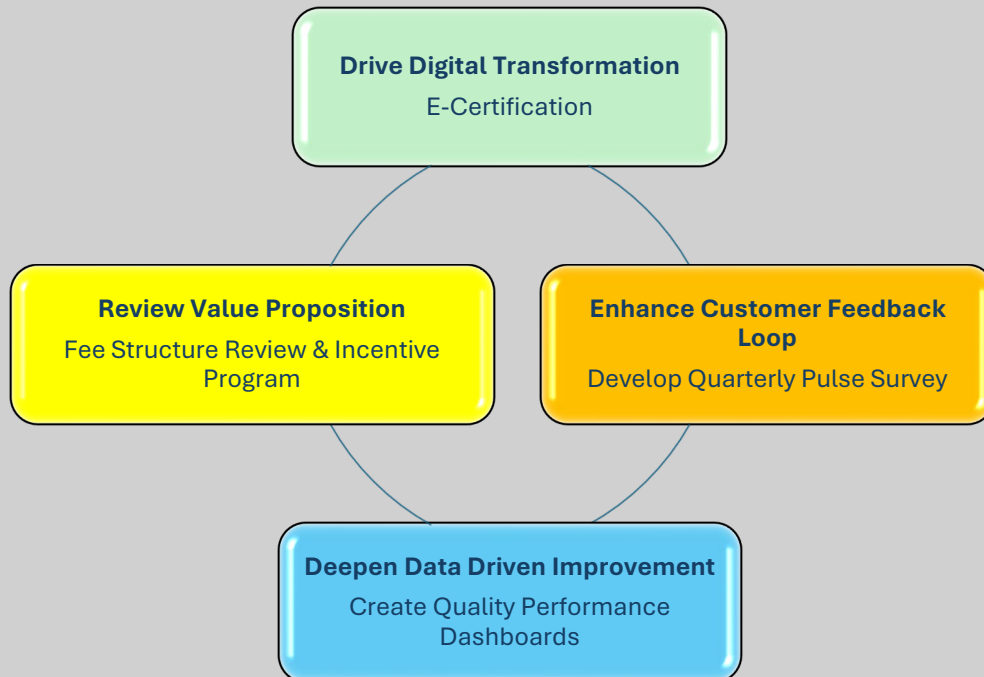 Drive Digital Transformation
E-Certification
Review Value Proposition
Fee Structure Review & Incentive
Program
Enhance Customer Feedback
Loop
Develop Quarterly Pulse Survey
Deepen Data Driven Improvement
Create Quality Performance
Dashboards